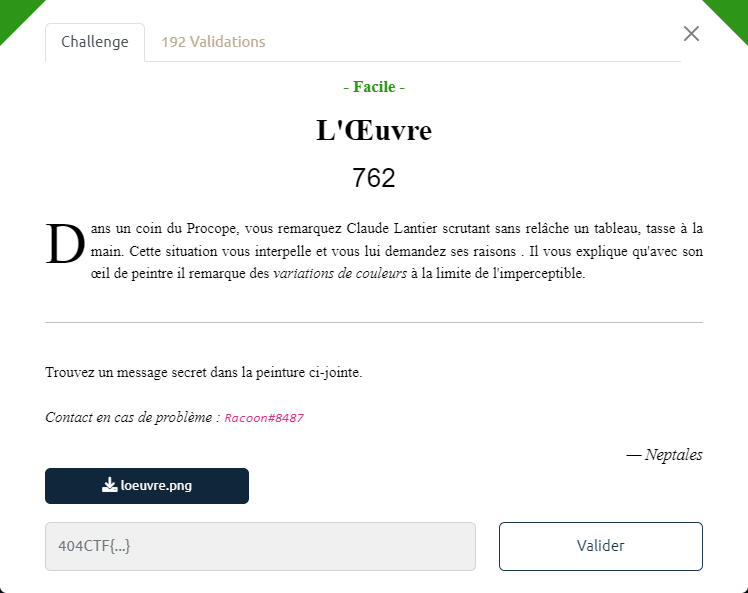 Challenge
192 Validations
- Facile -
L'Œuvre
762
Dans un coin du Procope, vous remarquez Claude Lantier scrutant sans relâche un tableau, tasse à la
main. Cette situation vous interpelle et vous lui demandez ses raisons . Il vous explique qu'avec son
œil de peintre il remarque des variations de couleurs à la limite de l'imperceptible.
Trouvez un message secret dans la peinture ci-jointe.
Contact en cas de problème : Racoon#8487
— Neptales
loeuvre.png
404CTF{...}
Valider